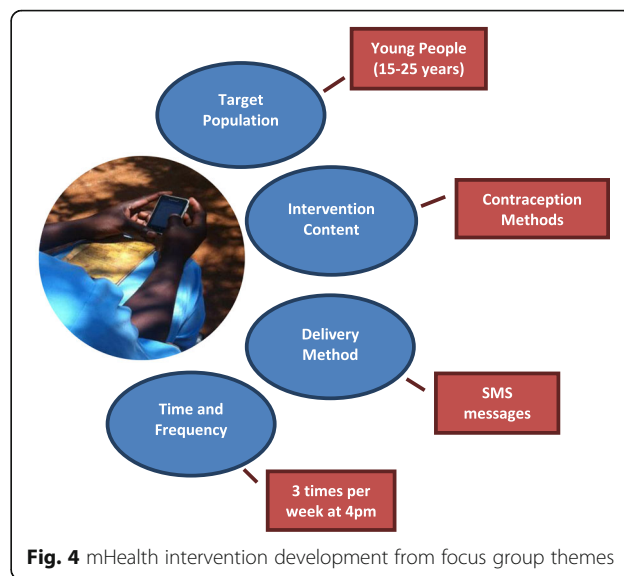 Young People
(15-25 years)
Target
Population
Intervention
Content
Contraception
Methods
Delivery
Method
SMS
messages
Time and
Frequency
3 times per
week at 4pm
Fig. 4 mHealth intervention development from focus group themes